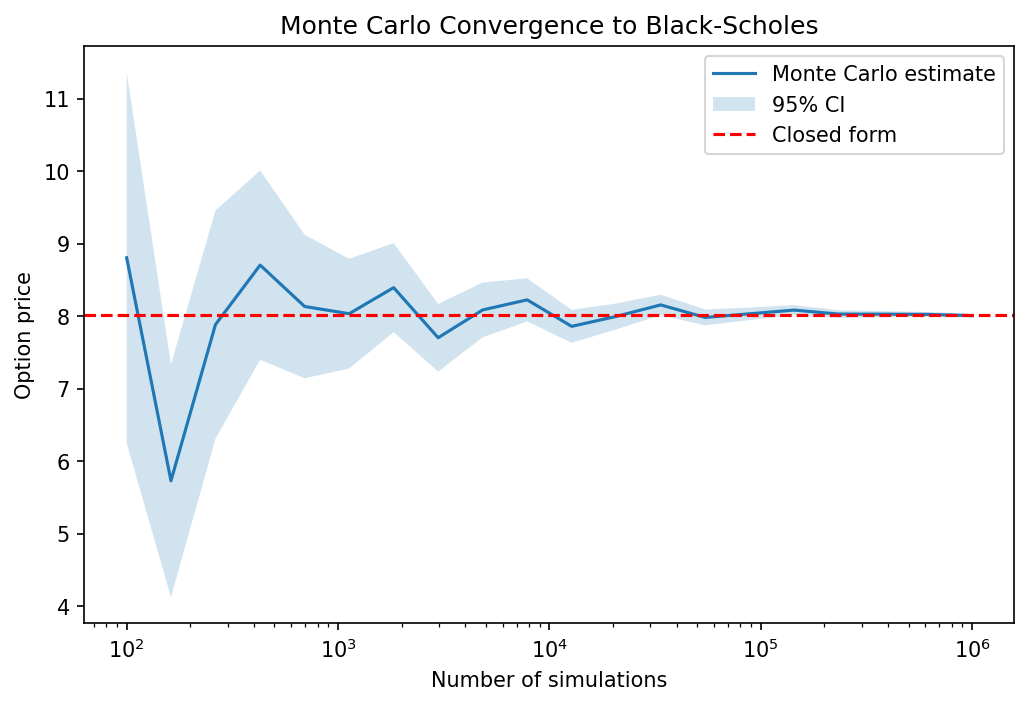 Monte Carlo Convergence to Black-Scholes
Monte Carlo estimate
95% CI
Closed form
Option price
11
10
9
8
7
6
5
4
10²
10³
10⁴
10⁵
10⁶
Number of simulations